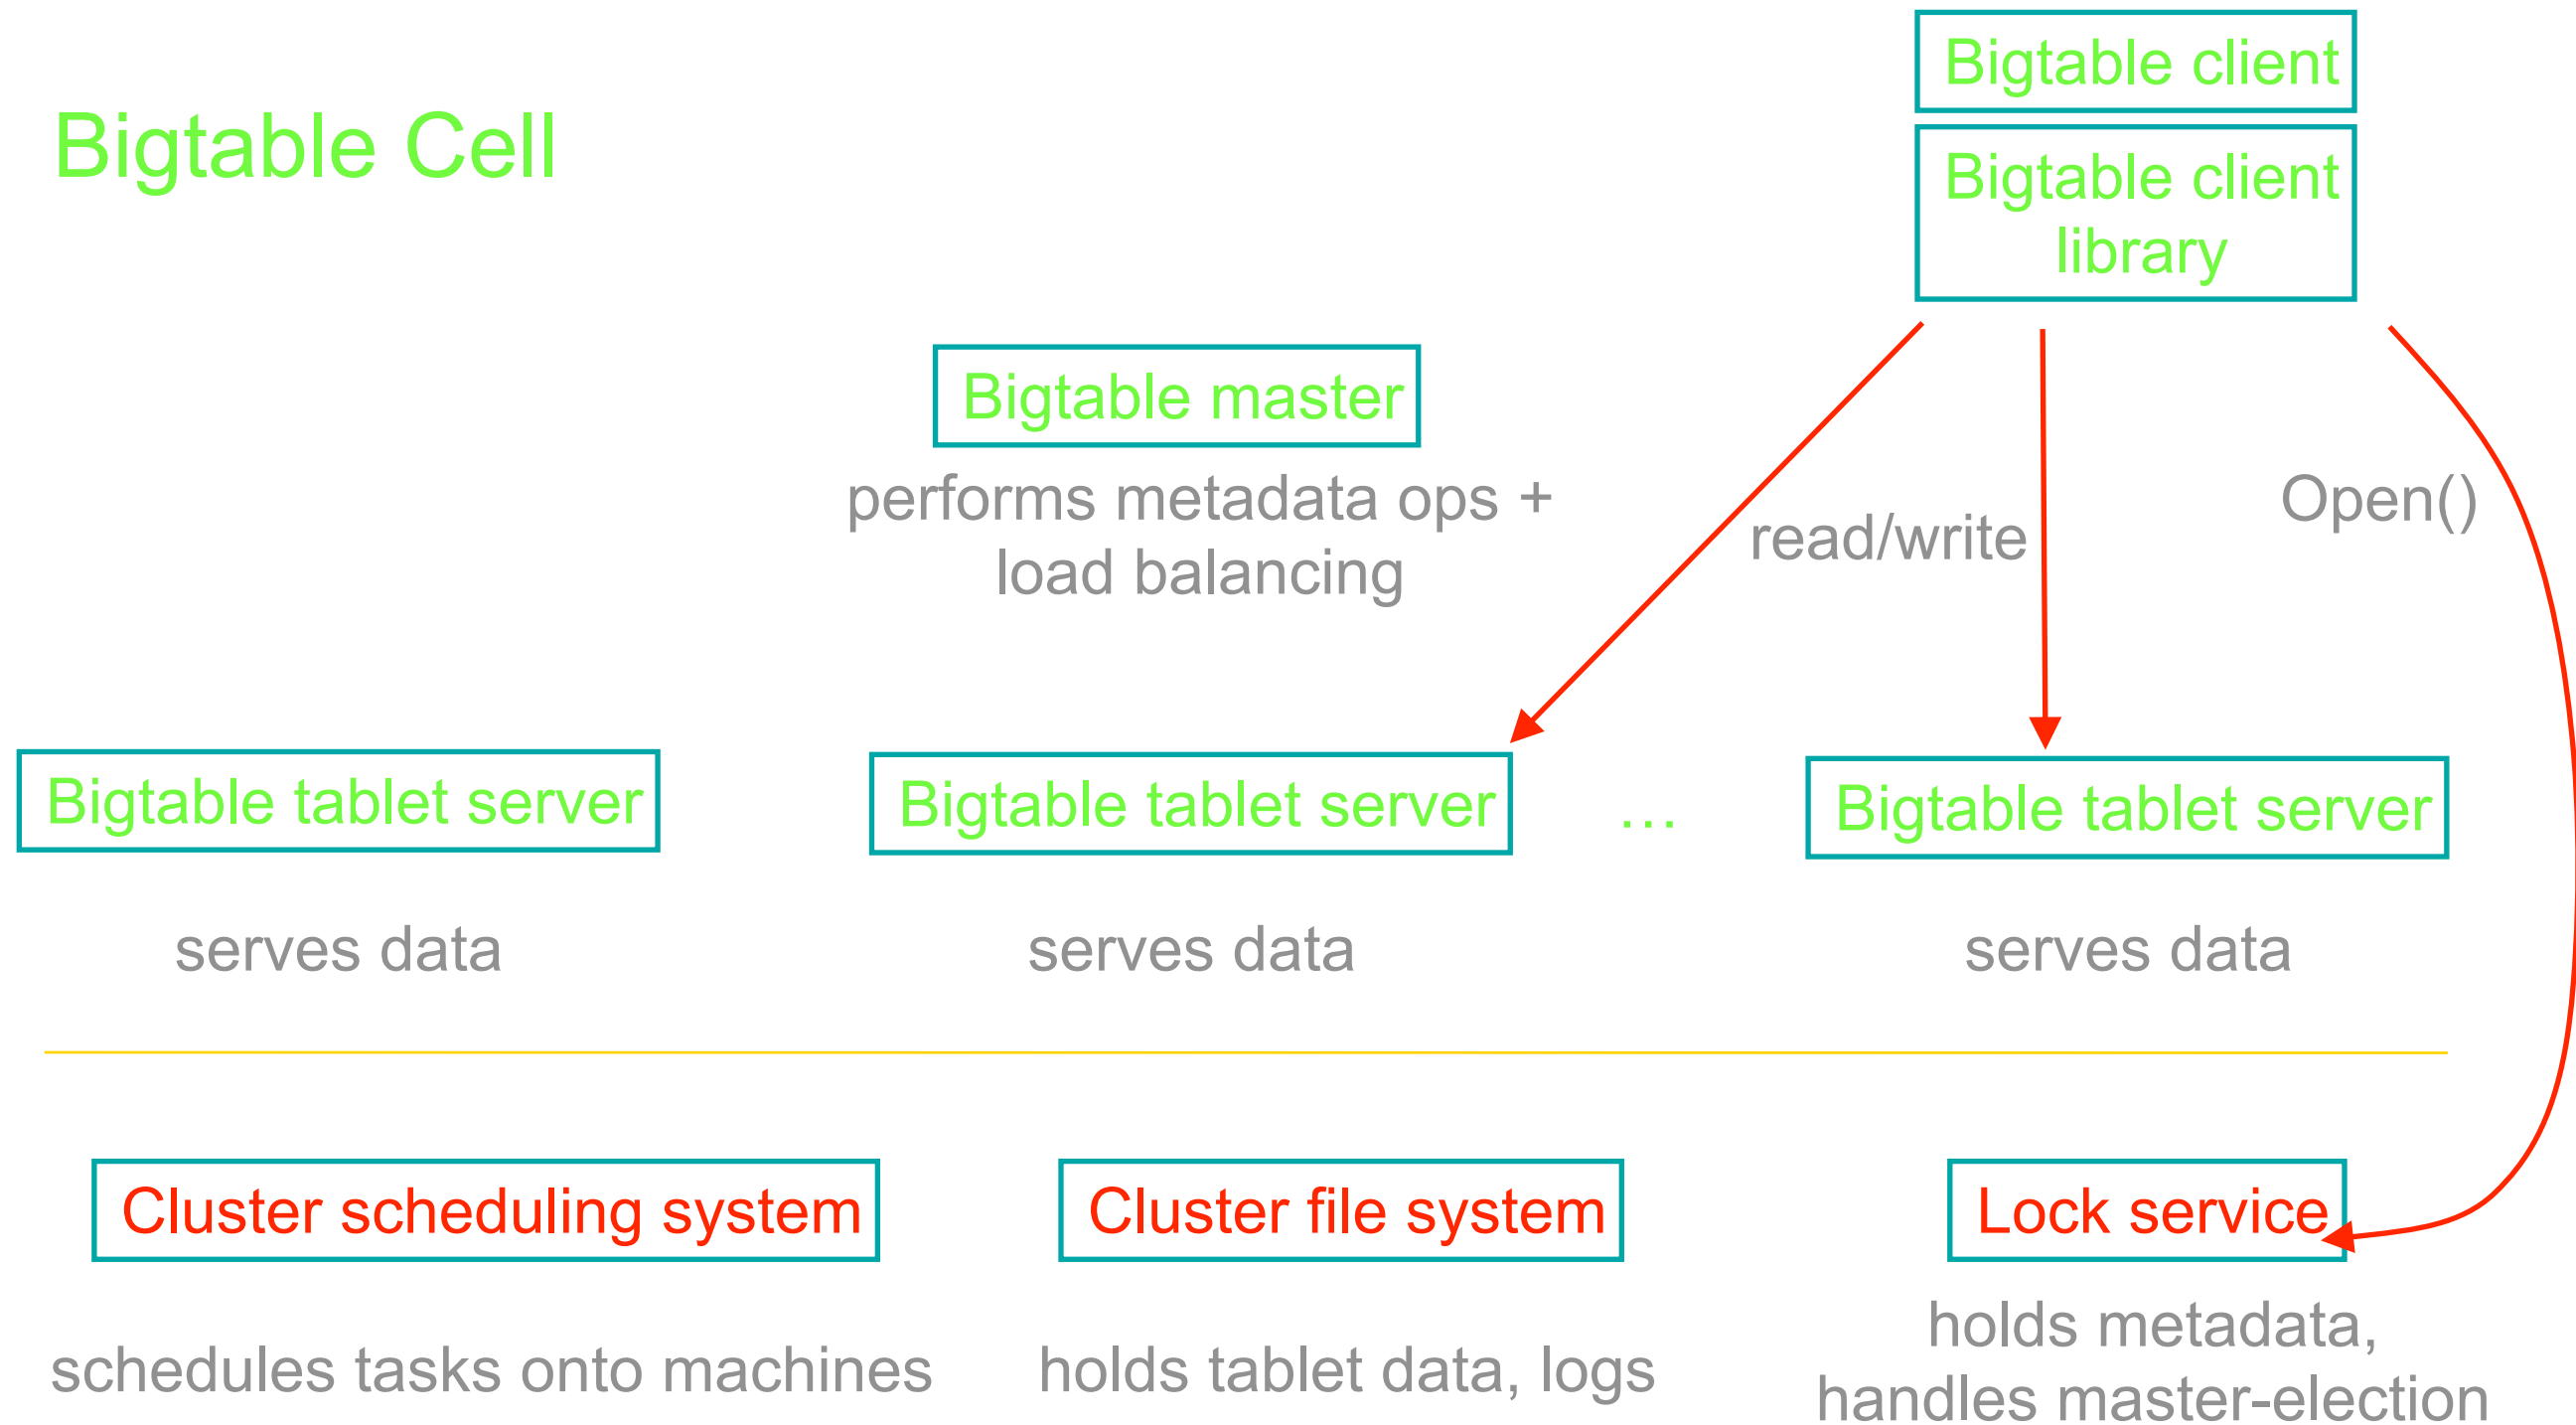 Bigtable Cell
Bigtable client
Bigtable client
library
Bigtable master
performs metadata ops +
load balancing
read/write
Open()
Bigtable tablet server
Bigtable tablet server
…
Bigtable tablet server
serves data
serves data
serves data
Cluster scheduling system
Cluster file system
Lock service
schedules tasks onto machines
holds tablet data, logs
holds metadata,
handles master-election